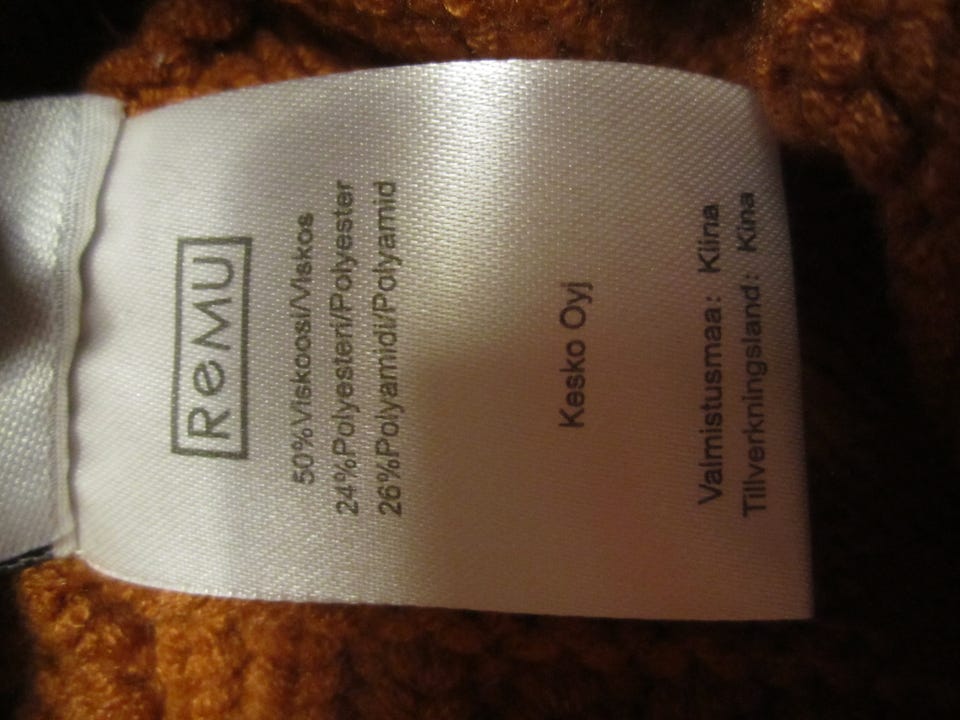 ReMU
50%Viskoosi/Viskos
24%Polyesteri/Polyester
26%Polyamidi/Polyamid
Kesko Oyj
Valmistusmaa: Kiina
Tillverkningsland: Kina